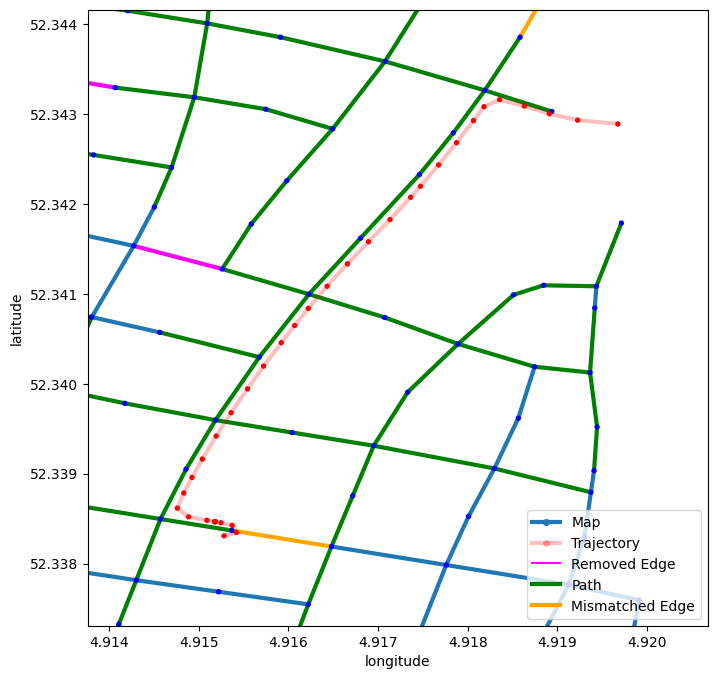 52.344
52.343
52.342
52.341
52.340
52.339
52.338
latitude
4.914
4.915
4.916
4.917
4.918
4.919
4.920
longitude
Map
Trajectory
Removed Edge
Path
Mismatched Edge